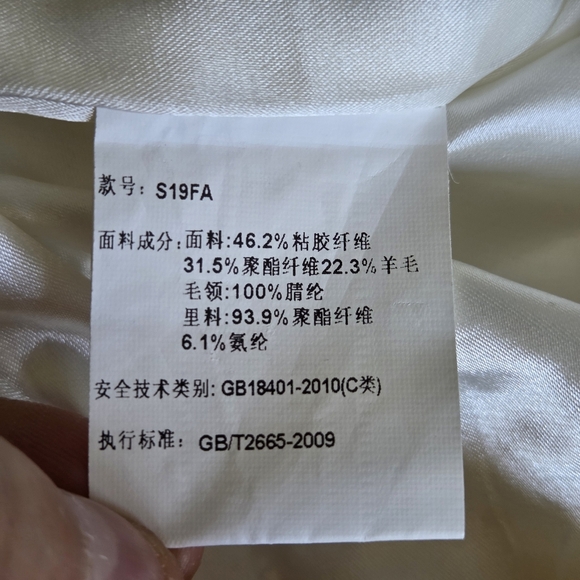 款号: S19FA
面料成分:面料:46.2%粘胶纤维
31.5%聚酯纤维22.3%羊毛
毛领:100%腈纶
里料:93.9%聚酯纤维
6.1%氨纶
安全技术类别: GB18401-2010(C类)
执行标准: GB/T2665-2009